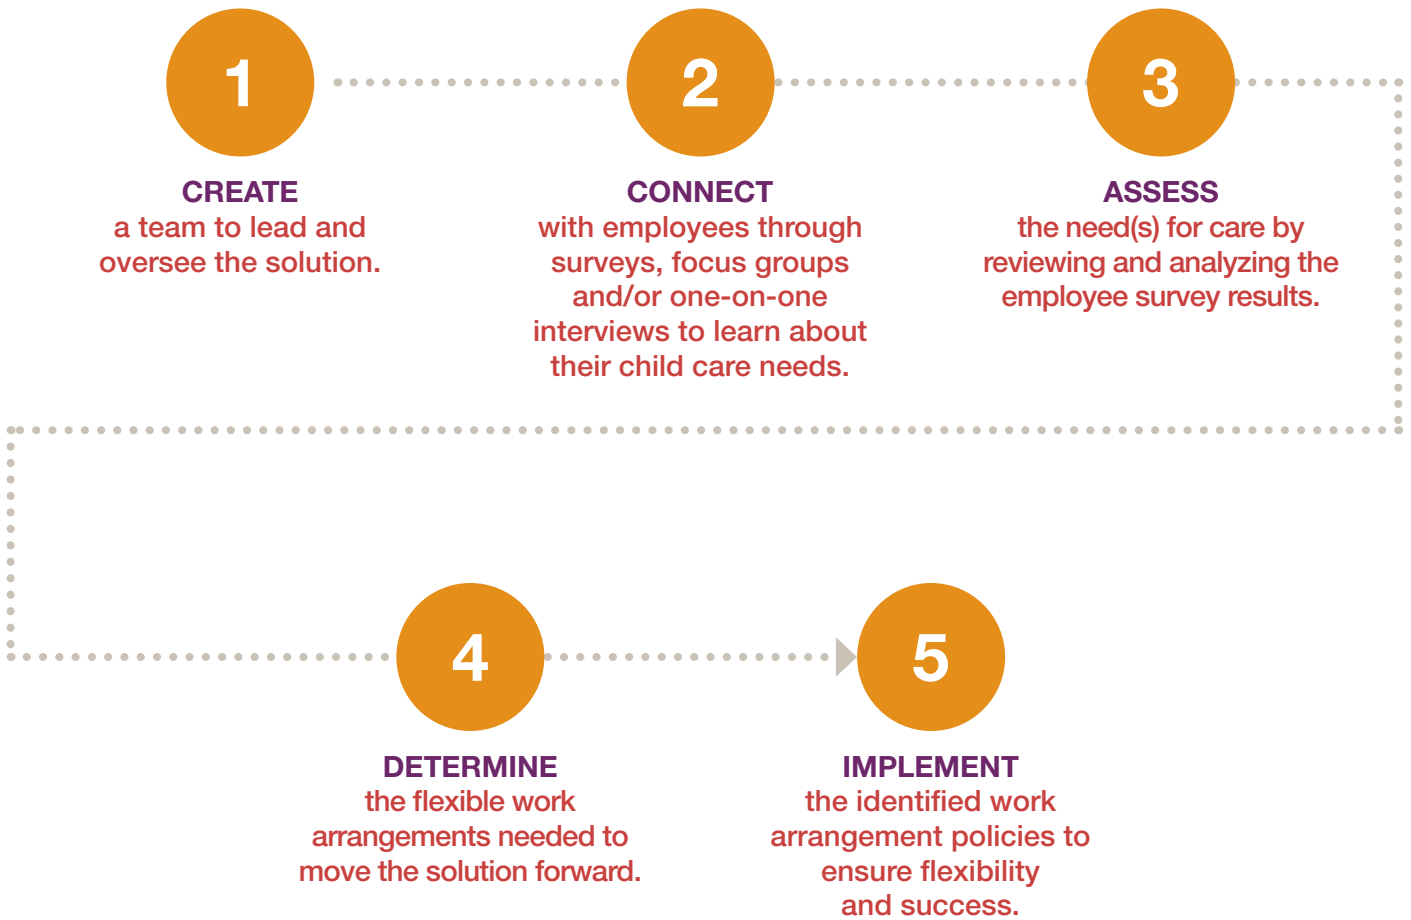 1
CREATE
a team to lead and
oversee the solution.
2
CONNECT
with employees through
surveys, focus groups
and/or one-on-one
interviews to learn about
their child care needs.
3
ASSESS
the need(s) for care by
reviewing and analyzing the
employee survey results.
4
DETERMINE
the flexible work
arrangements needed to
move the solution forward.
5
IMPLEMENT
the identified work
arrangement policies to
ensure flexibility
and success.